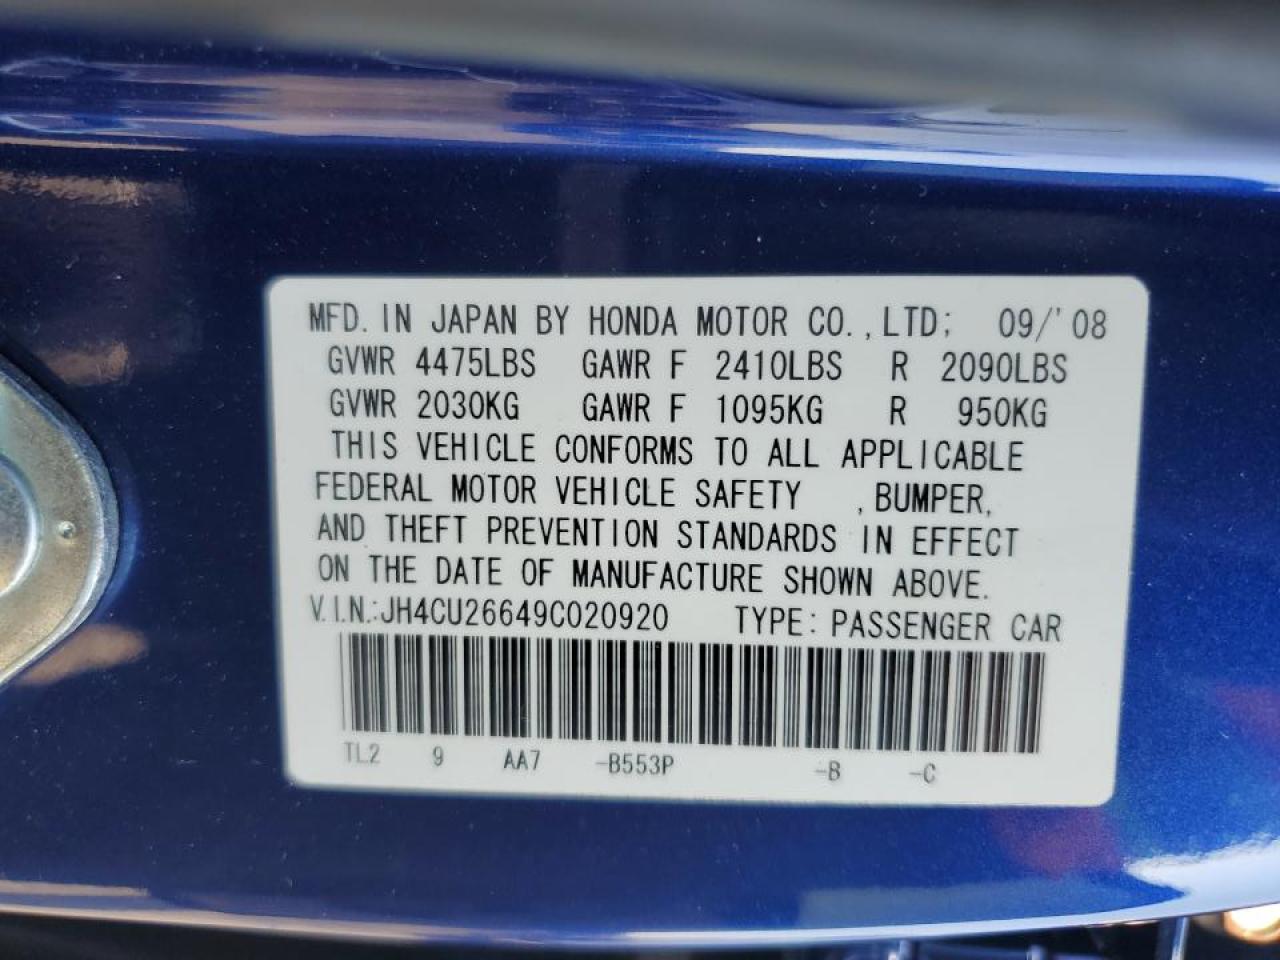 MFD. IN JAPAN BY HONDA MOTOR CO.,LTD; 09/'08
GVWR 4475LBS GAWR F 2410LBS R 2090LBS
GVWR 2030KG GAWR F 1095KG R 950KG
THIS VEHICLE CONFORMS TO ALL APPLICABLE
FEDERAL MOTOR VEHICLE SAFETY ,BUMPER,
AND THEFT PREVENTION STANDARDS IN EFFECT
ON THE DATE OF MANUFACTURE SHOWN ABOVE.
V.I.N.:JH4CU26649C020920 TYPE: PASSENGER CAR
TL2 9 AA7 -B553P -B -C